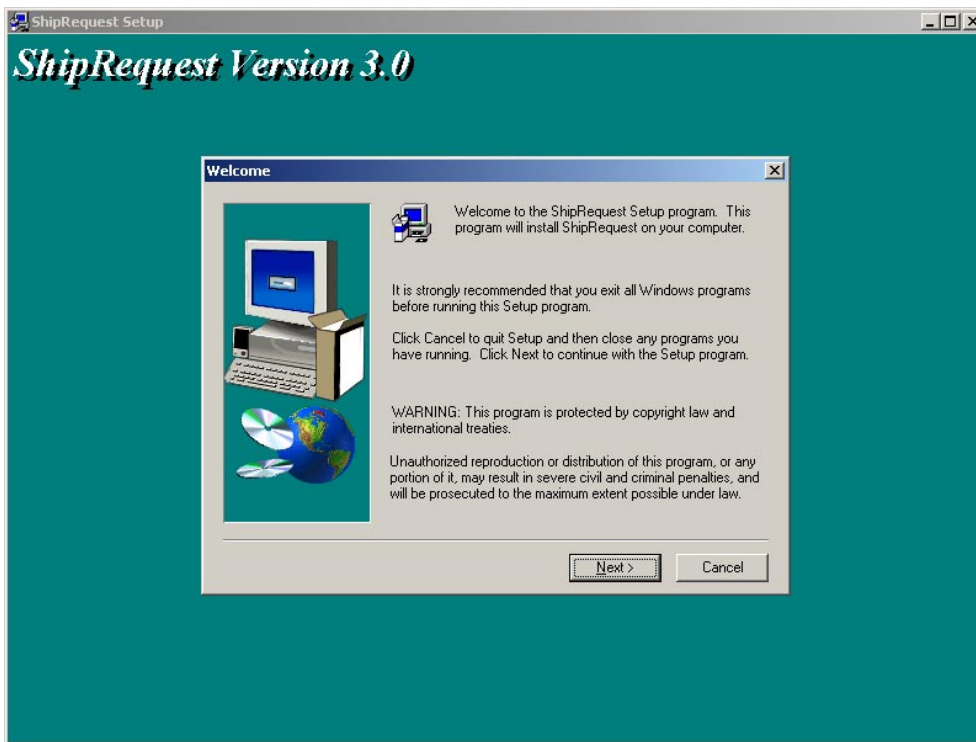 ShipRequest Setup
ShipRequest Version 3.0
Welcome
Welcome to the ShipRequest Setup program.  This
program will install ShipRequest on your computer.
It is strongly recommended that you exit all Windows programs
before running this Setup program.
Click Cancel to quit Setup and then close any programs you
have running.  Click Next to continue with the Setup program.
WARNING: This program is protected by copyright law and
international treaties.
Unauthorized reproduction or distribution of this program, or any
portion of it, may result in severe civil and criminal penalties, and
will be prosecuted to the maximum extent possible under law.
Next >
Cancel